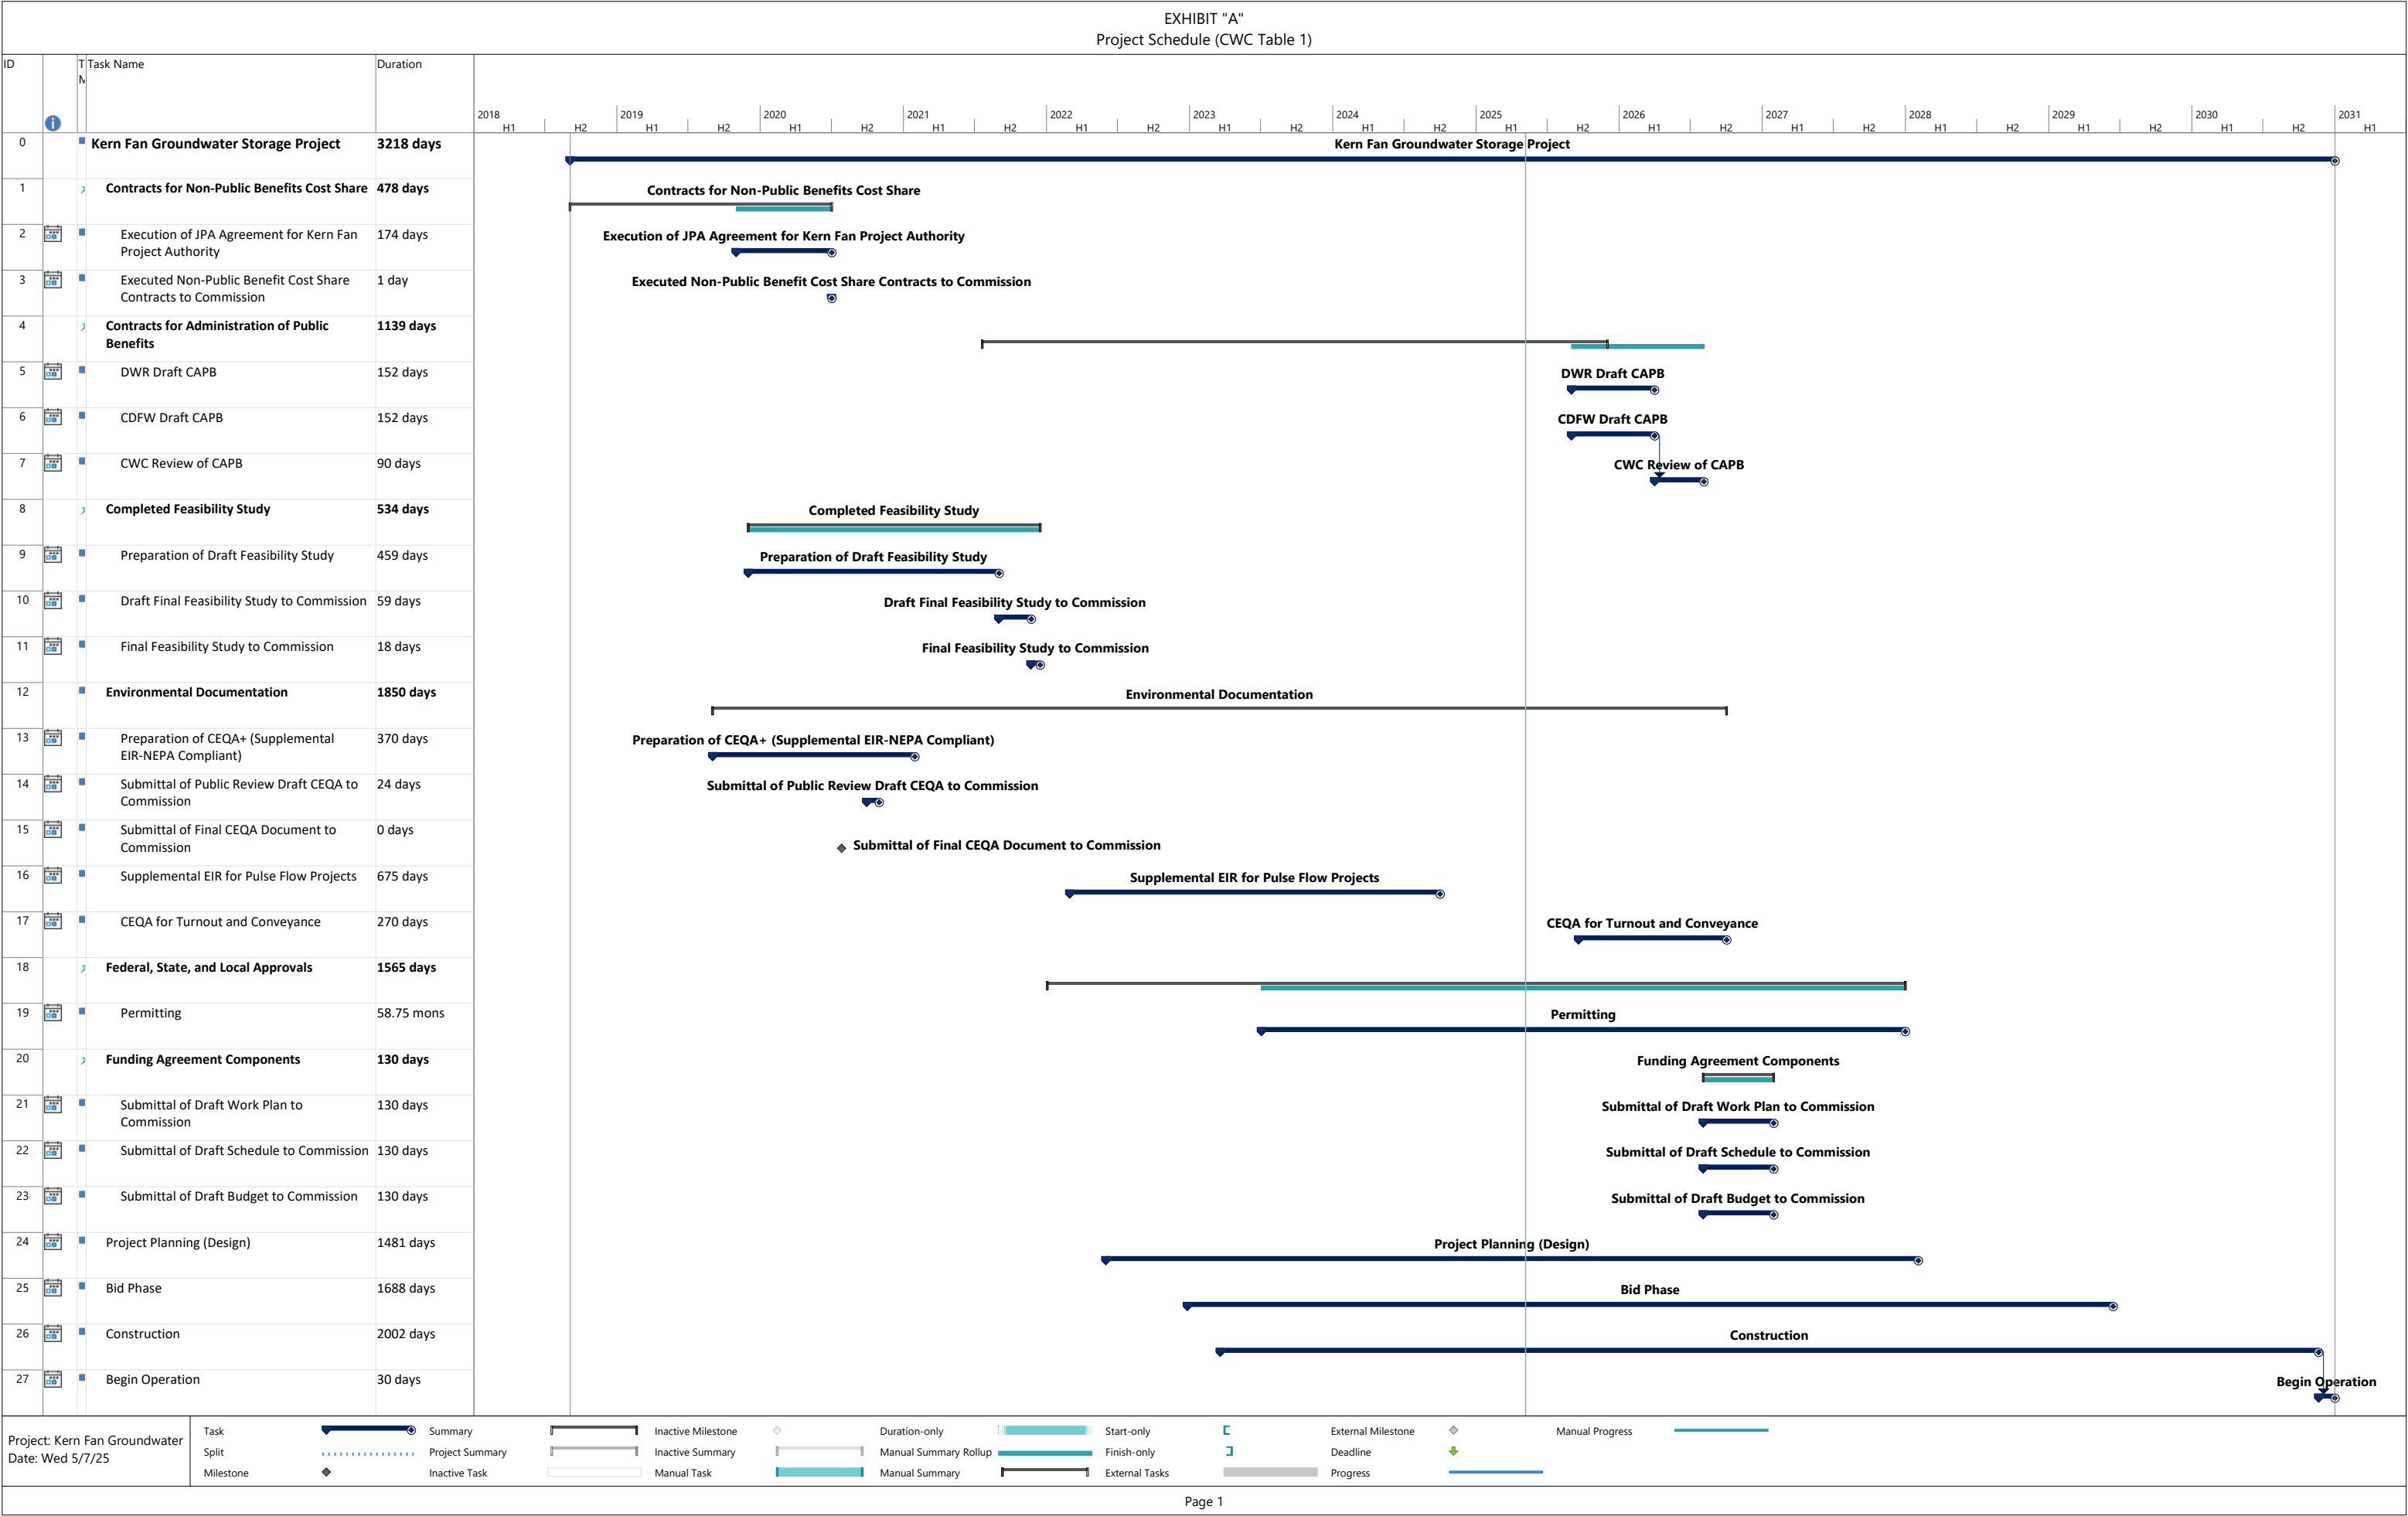 EXHIBIT "A"
Project Schedule (CWC Table 1)
ID T Task Name Duration
M
2018 2019 2020 2021 2022 2023 2024 2025 2026 2027 2028 2029 2030 2031
H1 H2 H1 H2 H1 H2 H1 H2 H1 H2 H1 H2 H1 H2 H1 H2 H1 H2 H1 H2 H1 H2 H1 H2 H1 H2 H1
0 Kern Fan Groundwater Storage Project 3218 days Kern Fan Groundwater Storage Project
1 Contracts for Non-Public Benefits Cost Share 478 days Contracts for Non-Public Benefits Cost Share
2 Execution of JPA Agreement for Kern Fan 174 days Execution of JPA Agreement for Kern Fan Project Authority
Project Authority
3 Executed Non-Public Benefit Cost Share 1 day Executed Non-Public Benefit Cost Share Contracts to Commission
Contracts to Commission
4 Contracts for Administration of Public 1139 days
Benefits
5 DWR Draft CAPB 152 days DWR Draft CAPB
6 CDFW Draft CAPB 152 days CDFW Draft CAPB
7 CWC Review of CAPB 90 days CWC Review of CAPB
8 Completed Feasibility Study 534 days Completed Feasibility Study
9 Preparation of Draft Feasibility Study 459 days Preparation of Draft Feasibility Study
10 Draft Final Feasibility Study to Commission 59 days Draft Final Feasibility Study to Commission
11 Final Feasibility Study to Commission 18 days Final Feasibility Study to Commission
12 Environmental Documentation 1850 days Environmental Documentation
13 Preparation of CEQA+ (Supplemental 370 days Preparation of CEQA+ (Supplemental EIR-NEPA Compliant)
EIR-NEPA Compliant)
14 Submittal of Public Review Draft CEQA to 24 days Submittal of Public Review Draft CEQA to Commission
Commission
15 Submittal of Final CEQA Document to 0 days Submittal of Final CEQA Document to Commission
Commission
16 Supplemental EIR for Pulse Flow Projects 675 days Supplemental EIR for Pulse Flow Projects
17 CEQA for Turnout and Conveyance 270 days CEQA for Turnout and Conveyance
18 Federal, State, and Local Approvals 1565 days
19 Permitting 58.75 mons Permitting
20 Funding Agreement Components 130 days Funding Agreement Components
21 Submittal of Draft Work Plan to 130 days Submittal of Draft Work Plan to Commission
Commission
22 Submittal of Draft Schedule to Commission 130 days Submittal of Draft Schedule to Commission
23 Submittal of Draft Budget to Commission 130 days Submittal of Draft Budget to Commission
24 Project Planning (Design) 1481 days Project Planning (Design)
25 Bid Phase 1688 days Bid Phase
26 Construction 2002 days Construction
27 Begin Operation 30 days Begin Operation
Project: Kern Fan Groundwater
Date: Wed 5/7/25
Task Summary Inactive Milestone Duration-only Start-only External Milestone Manual Progress
Split Project Summary Inactive Summary Manual Summary Rollup Finish-only Deadline
Milestone Inactive Task Manual Task Manual Summary External Tasks Progress
Page 1